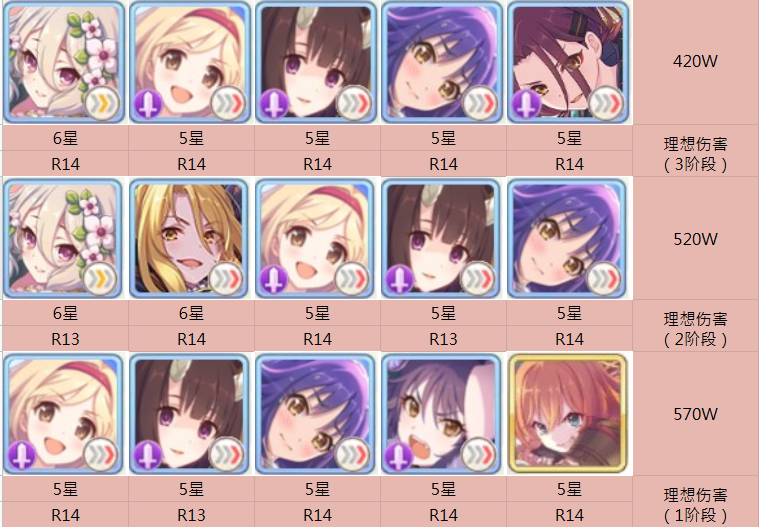 420W
6星 5星 5星 5星 5星
理想伤害
R14 R14 R14 R14 R14
（3阶段）
520W
6星 6星 5星 5星 5星
理想伤害
R13 R14 R14 R13 R14
（2阶段）
570W
5星 5星 5星 5星 5星
理想伤害
R14 R13 R14 R14 R14
（1阶段）